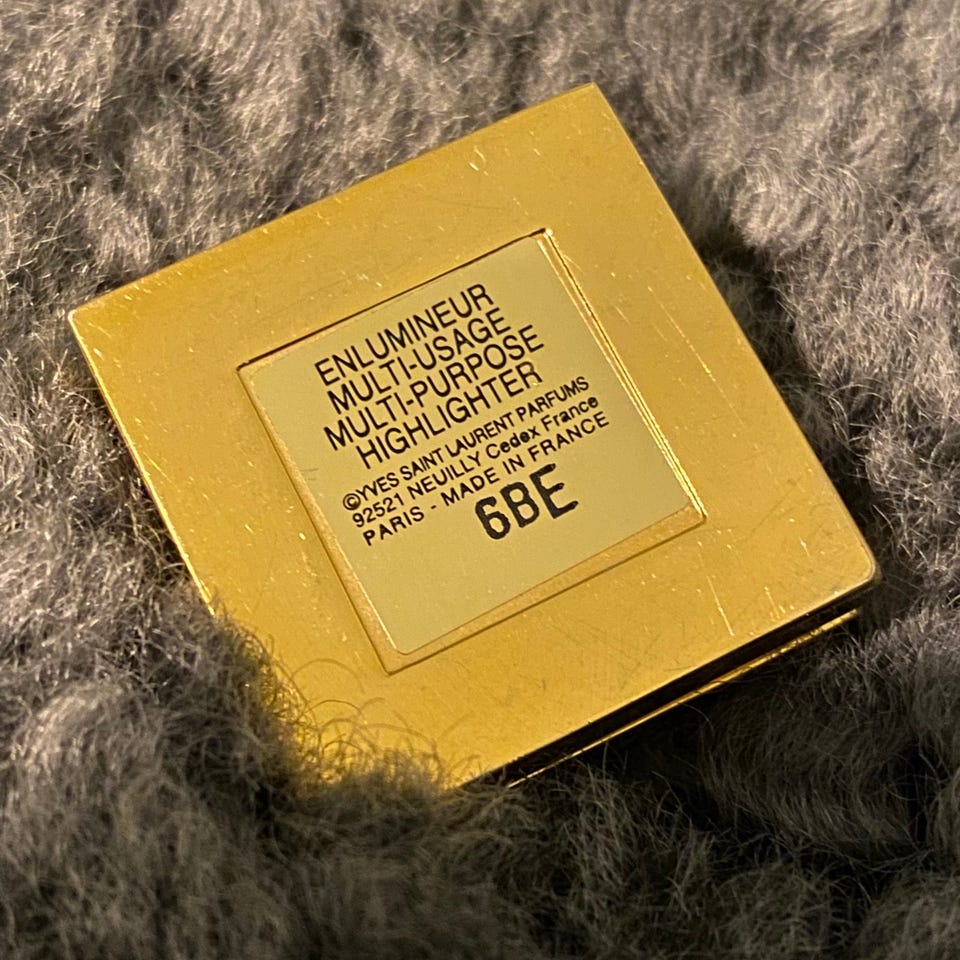 ENLUMINEUR
MULTI-USAGE
MULTI-PURPOSE
HIGHLIGHTER
©YVES SAINT LAURENT PARFUMS
92521 NEUILLY Cedex France
PARIS - MADE IN FRANCE
6BE